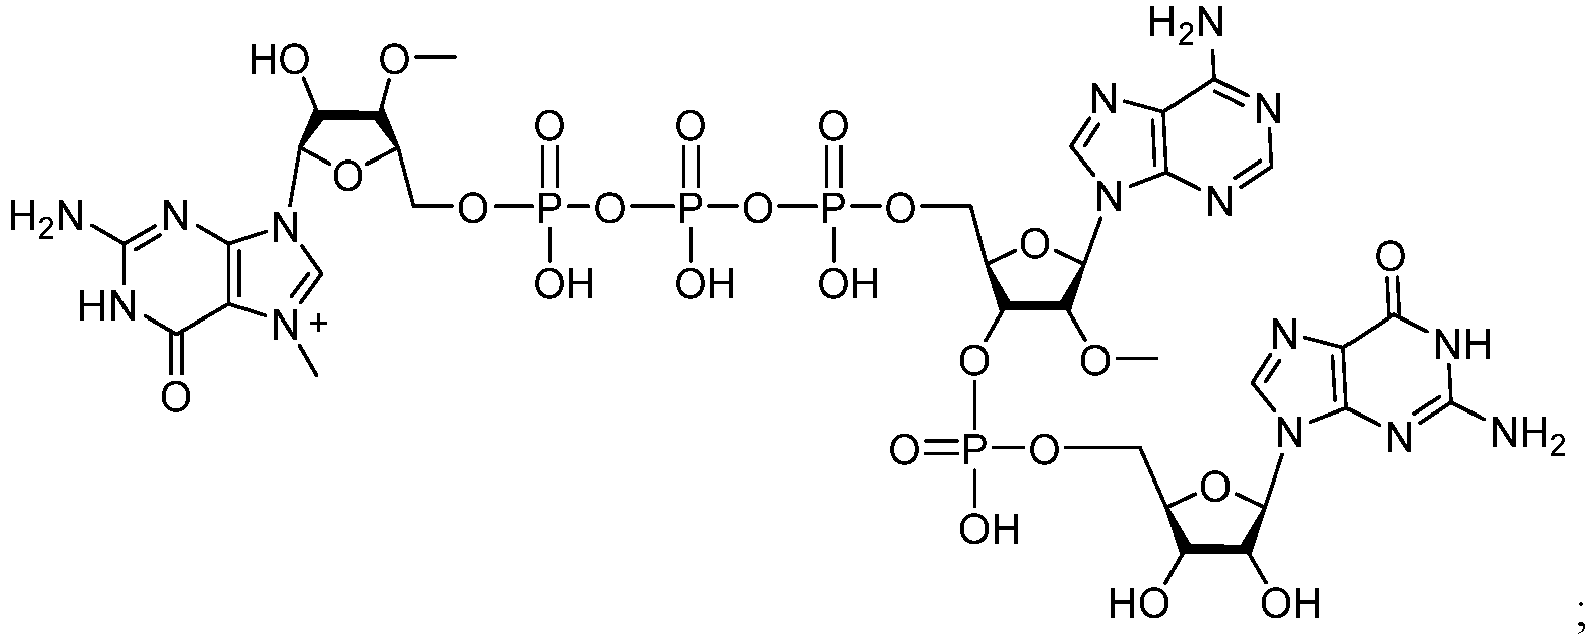 H2N
HO O
N N
O O O
N
O
N
N N
H2N N N O P O P O P O O
HN OH OH OH O
N+ N O
O O NH
O=P O N N NH2
O
OH
HO OH ;